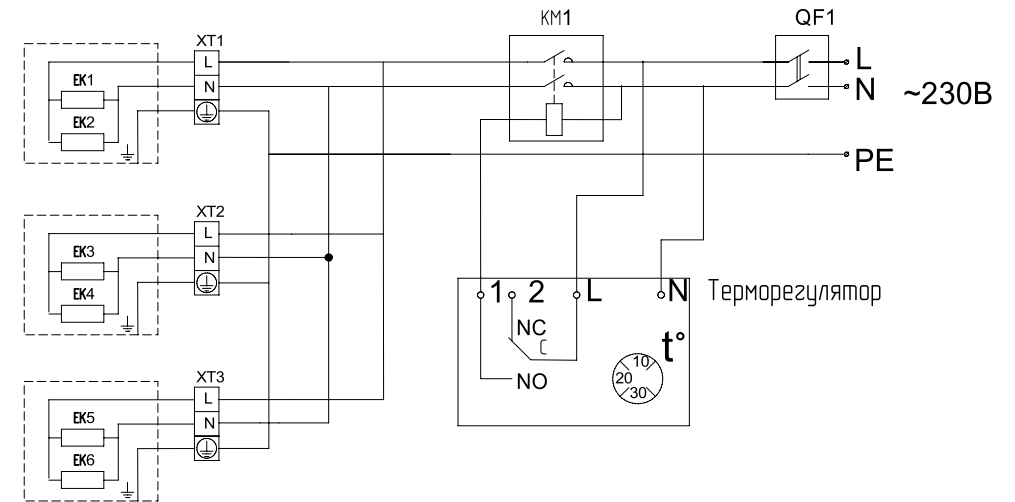 KM1
QF1
XT1
L
EK1
N
EK2
L
N
~230В
PE
XT2
L
EK3
N
EK4
1 2 L N
Терморегулятор
NC
C
t°
NO
10
20
30
XT3
L
EK5
N
EK6